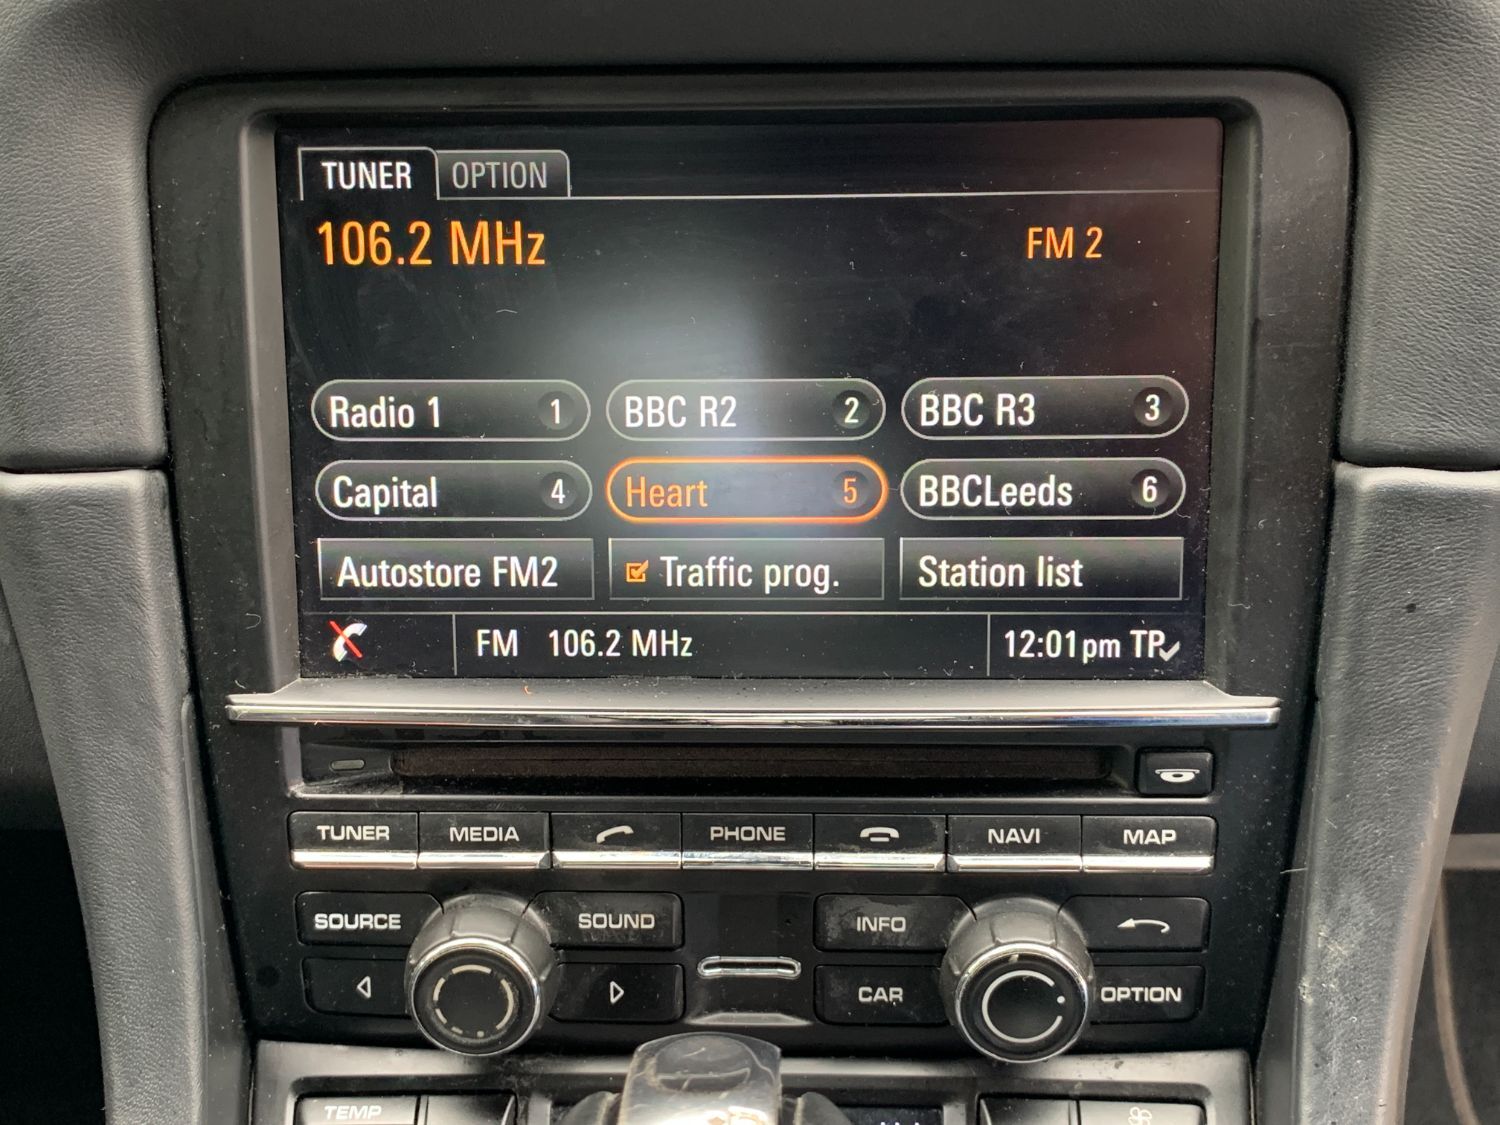 TUNER OPTION
106.2 MHz FM 2
Radio 1 1 BBC R2 2 BBC R3 3
Capital 4 Heart 5 BBCLeeds 6
Autostore FM2 Traffic prog. Station list
FM 106.2 MHz 12:01pm TP
TUNER MEDIA PHONE NAVI MAP
SOURCE SOUND INFO
CAR OPTION
TEMP